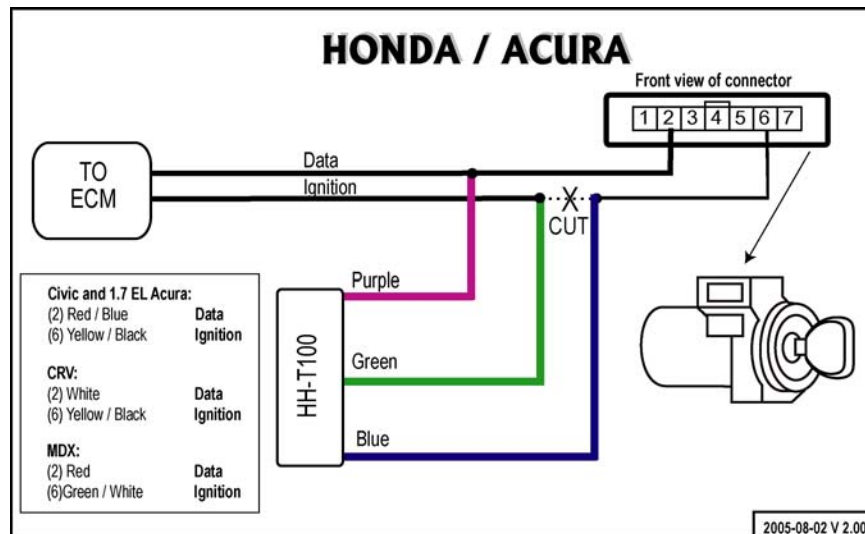 HONDA / ACURA
Front view of connector
1 2 3 4 5 6 7
TO
ECM
Data
Ignition
X
CUT
Purple
Green
Blue
HH-T100
Civic and 1.7 EL Acura:
(2) Red / Blue Data
(6) Yellow / Black Ignition
CRV:
(2) White Data
(6) Yellow / Black Ignition
MDX:
(2) Red Data
(6)Green / White Ignition
2005-08-02 V 2.00